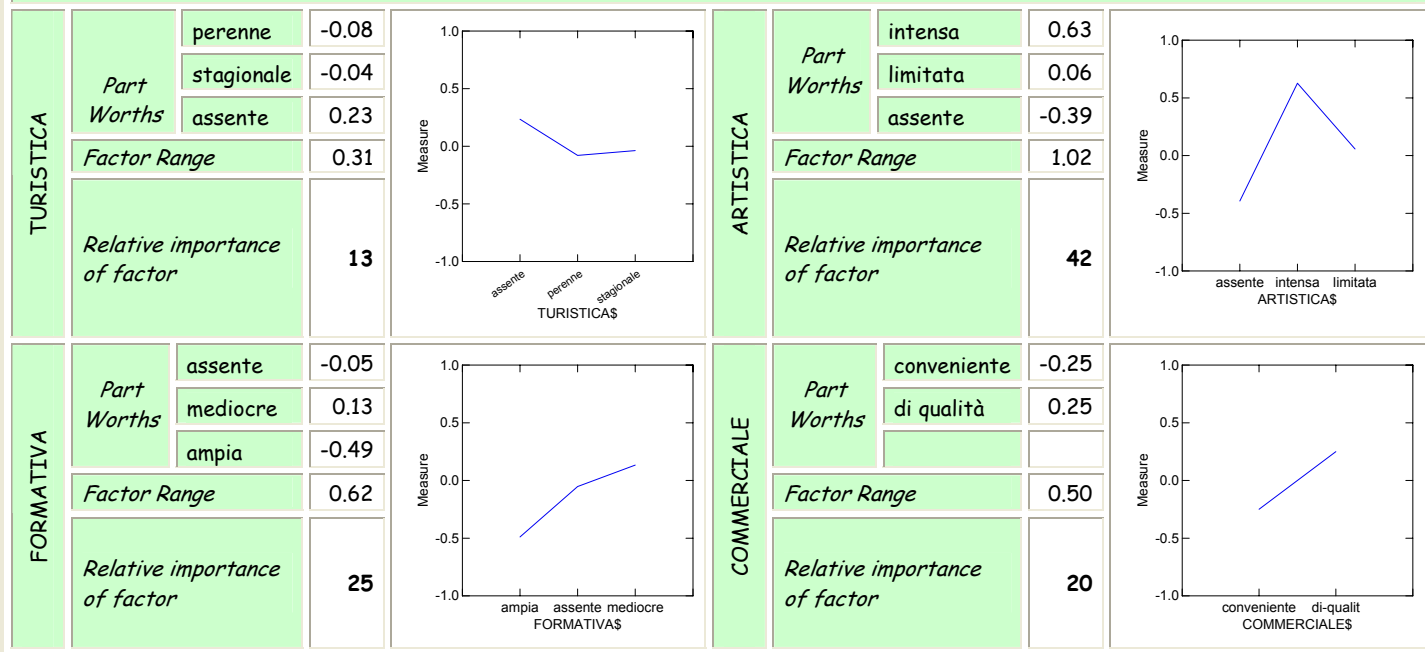 TURISTICA
Part
Worths
perenne -0.08
stagionale -0.04
assente 0.23
Factor Range 0.31
Relative importance
of factor
13
1.0
0.5
0.0
-0.5
-1.0
Measure
assente perenne stagionale
TURISTICA$
ARTISTICA
Part
Worths
intensa 0.63
limitata 0.06
assente -0.39
Factor Range 1.02
Relative importance
of factor
42
1.0
0.5
0.0
-0.5
-1.0
Measure
assente intensa limitata
ARTISTICA$
FORMATIVA
Part
Worths
assente -0.05
mediocre 0.13
ampia -0.49
Factor Range 0.62
Relative importance
of factor
25
1.0
0.5
0.0
-0.5
-1.0
Measure
ampia assente mediocre
FORMATIVA$
COMMERCIALE
Part
Worths
conveniente -0.25
di qualità 0.25
Factor Range 0.50
Relative importance
of factor
20
1.0
0.5
0.0
-0.5
-1.0
Measure
conveniente di-qualit
COMMERCIALE$